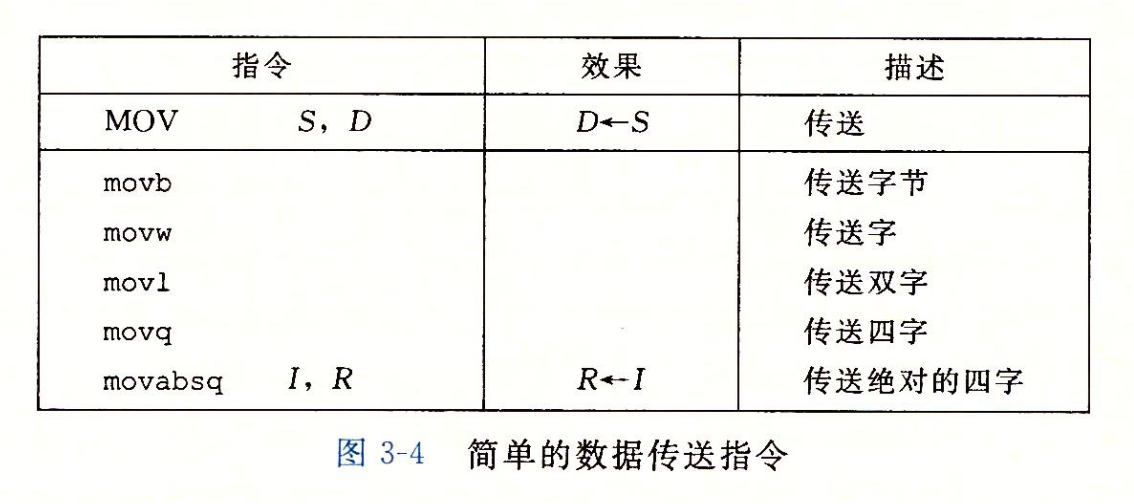 指令 效果 描述
MOV S, D D←S 传送
movb 传送字节
movw 传送字
movl 传送双字
movq 传送四字
movabsq I, R R←I 传送绝对的四字
图 3-4 简单的数据传送指令